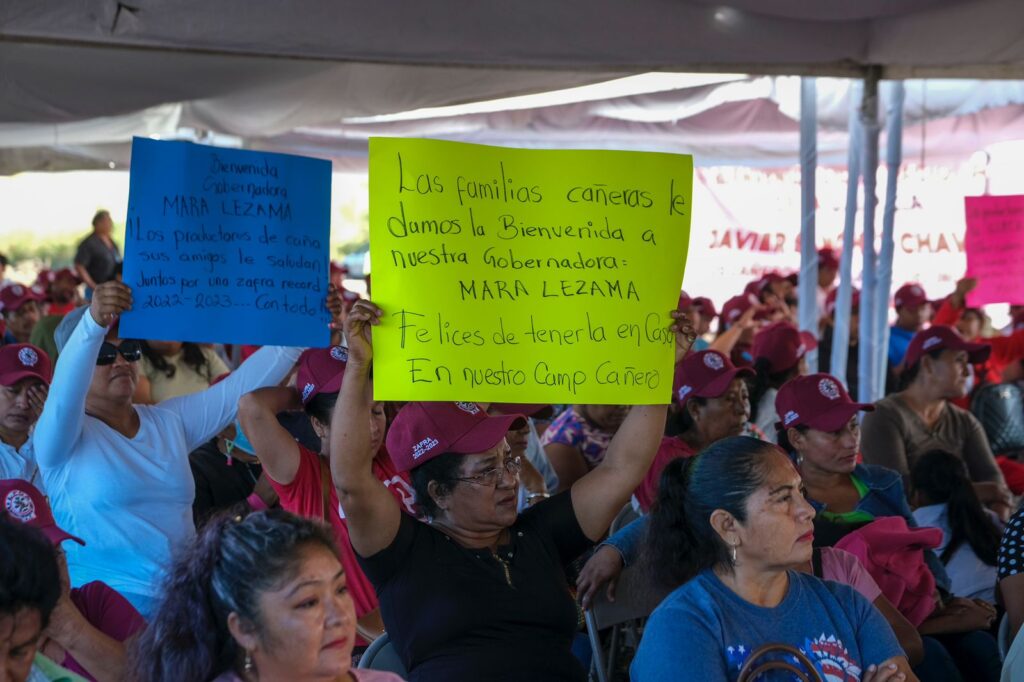 Bienvenida
Gobernadora
MARA LEZAMA
Los productores de caña
sus amigos le saludan
Juntos por una zafra record
2022-2023.... Con todo!
Las familias cañeras le
damos la Bienvenida a
nuestra Gobernadora:
MARA LEZAMA
Felices de tenerla en Casa
En nuestro Camp Cañero
JAVIER
CHAV
ZAFRA
2022-2023